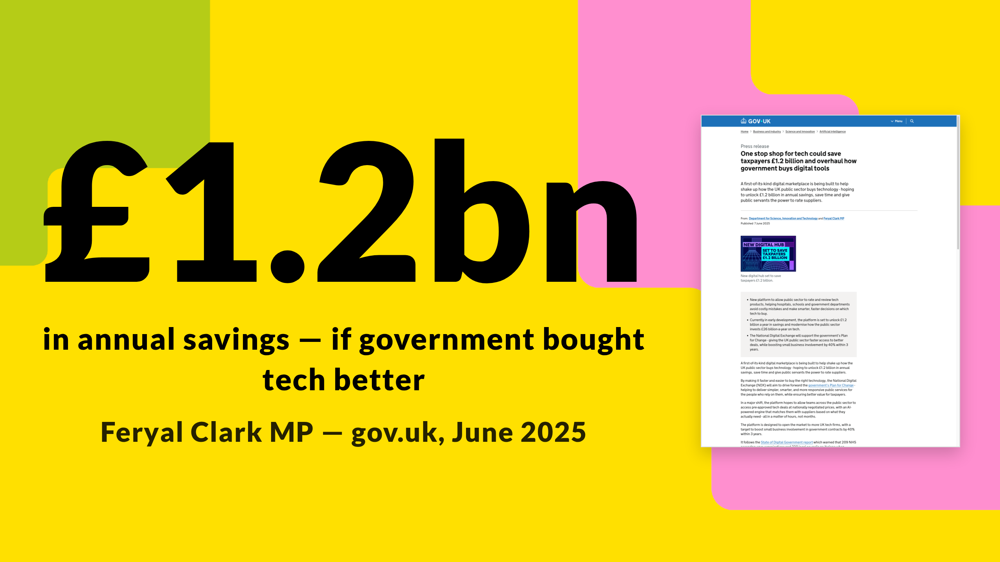 £1.2bn
in annual savings — if government bought
tech better
Feryal Clark MP — gov.uk, June 2025
GOV·UK
Menu
Home > Business and industry > Science and innovation > Artificial intelligence
Press release
One stop shop for tech could save
taxpayers £1.2 billion and overhaul how
government buys digital tools
A first-of-its-kind digital marketplace is being built to help
shake up how the UK public sector buys technology - hoping
to unlock £1.2 billion in annual savings, save time and give
public servants the power to rate suppliers.
From: Department for Science, Innovation and Technology and Feryal Clark MP
Published 7 June 2025
NEW DIGITAL HUB
SET TO SAVE
TAXPAYERS
£1.2 BILLION
New digital hub set to save
taxpayers £1.2 billion.
• New platform to allow public sector to rate and review tech
products, helping hospitals, schools and government departments
avoid costly mistakes and make smarter, faster decisions on which
tech to buy.
• Currently in early development, the platform is set to unlock £1.2
billion a year in savings and modernise how the public sector
invests £26 billion-a-year on tech.
• The National Digital Exchange will support the government's Plan
for Change - giving the UK public sector faster access to better
deals, while boosting small business involvement by 40% within 3
years.
A first-of-its-kind digital marketplace is being built to help shake up how the
UK public sector buys technology - hoping to unlock £1.2 billion in annual
savings, save time and give public servants the power to rate suppliers.
By making it faster and easier to buy the right technology, the National Digital
Exchange (NDX) will aim to drive forward the government's Plan for Change -
helping to deliver simpler, smarter, and more responsive public services for
the people who rely on them, while ensuring better value for taxpayers.
In a major shift, the platform hopes to allow teams across the public sector to
access pre-approved tech deals at nationally negotiated prices, with an AI-
powered engine that matches them with suppliers based on what they
actually need - all in a matter of hours, not months.
The platform is designed to open the market to more UK tech firms, with a
target to boost small business involvement in government contracts by 40%
within 3 years.
It follows the State of Digital Government report which warned that 209 NHS